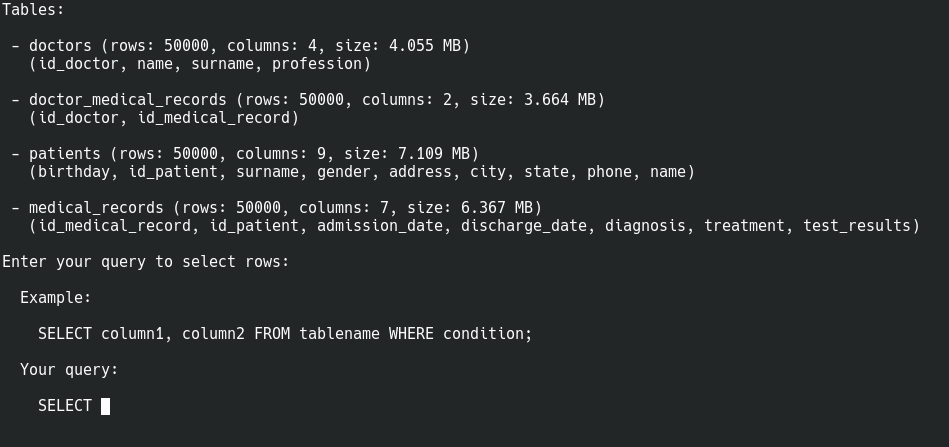 Tables:
- doctors (rows: 50000, columns: 4, size: 4.055 MB)
(id_doctor, name, surname, profession)
- doctor_medical_records (rows: 50000, columns: 2, size: 3.664 MB)
(id_doctor, id_medical_record)
- patients (rows: 50000, columns: 9, size: 7.109 MB)
(birthday, id_patient, surname, gender, address, city, state, phone, name)
- medical_records (rows: 50000, columns: 7, size: 6.367 MB)
(id_medical_record, id_patient, admission_date, discharge_date, diagnosis, treatment, test_results)
Enter your query to select rows:
Example:
SELECT column1, column2 FROM tablename WHERE condition;
Your query:
SELECT